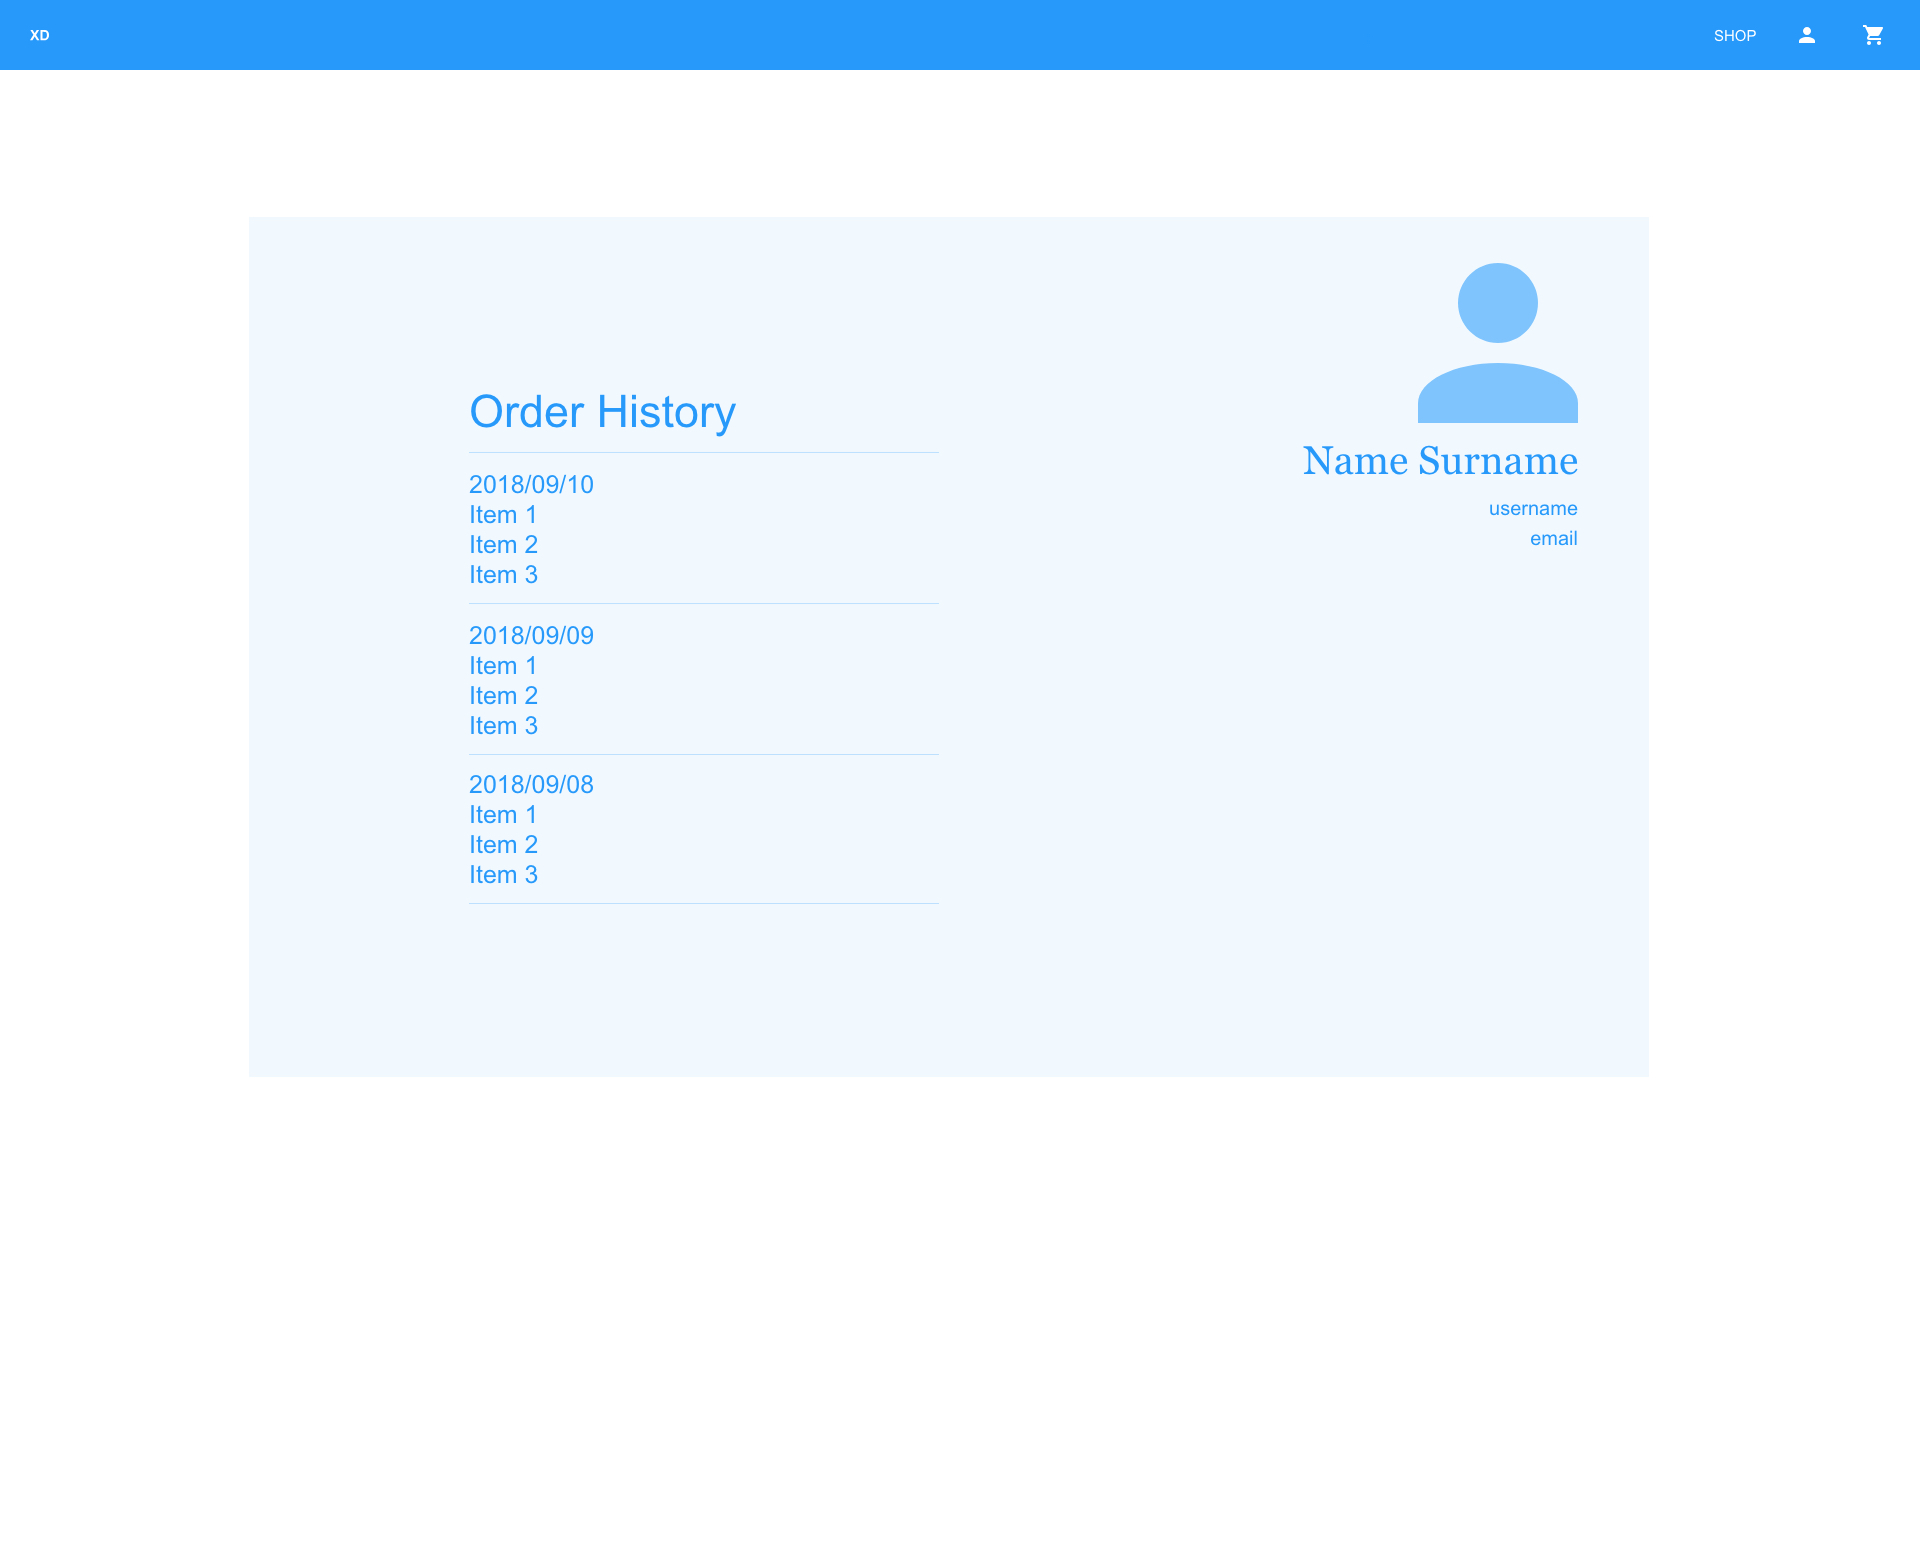 XD
SHOP
Order History
2018/09/10
Item 1
Item 2
Item 3
2018/09/09
Item 1
Item 2
Item 3
2018/09/08
Item 1
Item 2
Item 3
Name Surname
username
email